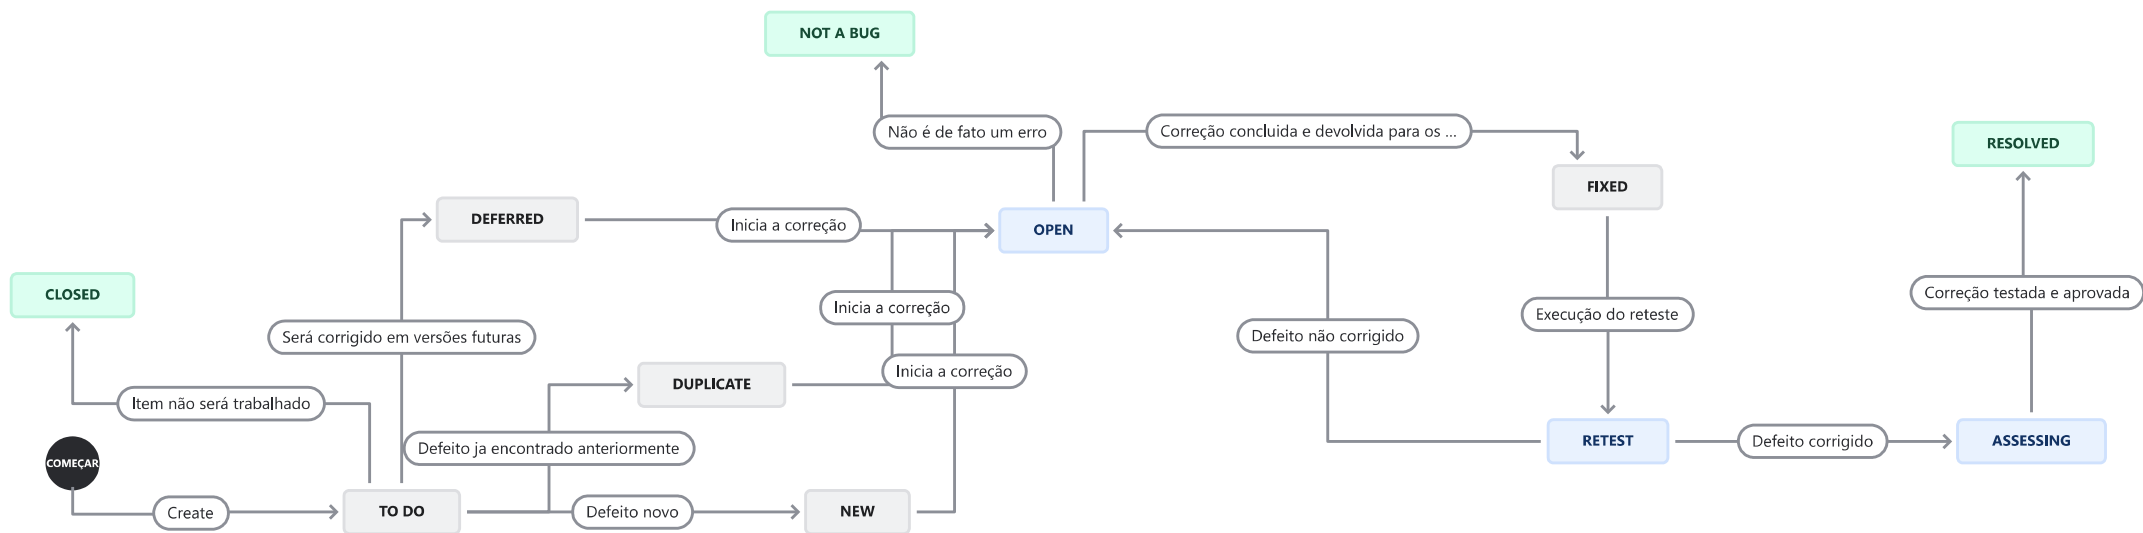 NOT A BUG
Não é de fato um erro
Correção concluida e devolvida para os ...
RESOLVED
FIXED
DEFERRED
Inicia a correção
OPEN
CLOSED
Inicia a correção
Execução do reteste
Correção testada e aprovada
Será corrigido em versões futuras
Defeito não corrigido
Inicia a correção
DUPLICATE
Item não será trabalhado
Defeito ja encontrado anteriormente
RETEST
Defeito corrigido
ASSESSING
COMEÇAR
Create
TO DO
Defeito novo
NEW